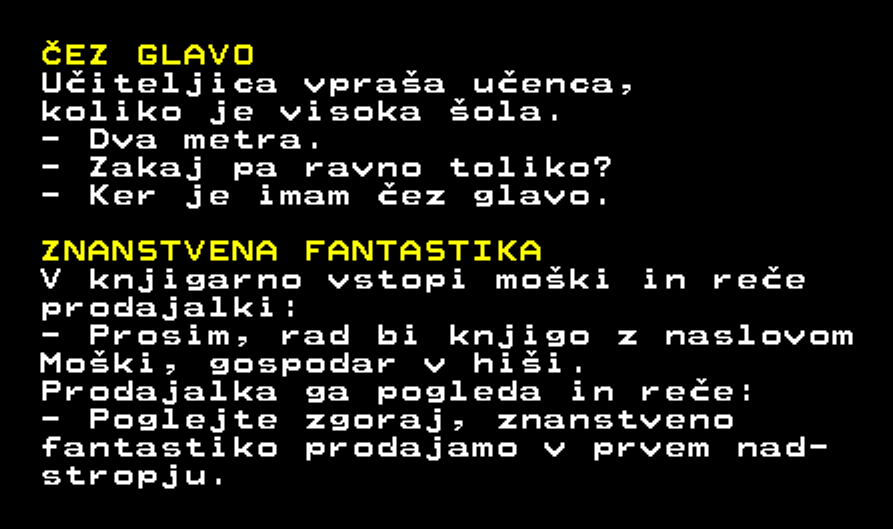 ČEZ GLAVO
Učiteljica vpraša učenca,
koliko je visoka šola.
- Dva metra.
- Zakaj pa ravno toliko?
- Ker je imam čez glavo.
ZNANSTVENA FANTASTIKA
V knjigarno vstopi moški in reče
prodajalki:
- Prosim, rad bi knjigo z naslovom
Moški, gospodar v hiši.
Prodajalka ga pogleda in reče:
- Poglejte zgoraj, znanstveno
fantastiko prodajamo v prvem nad-
stropju.